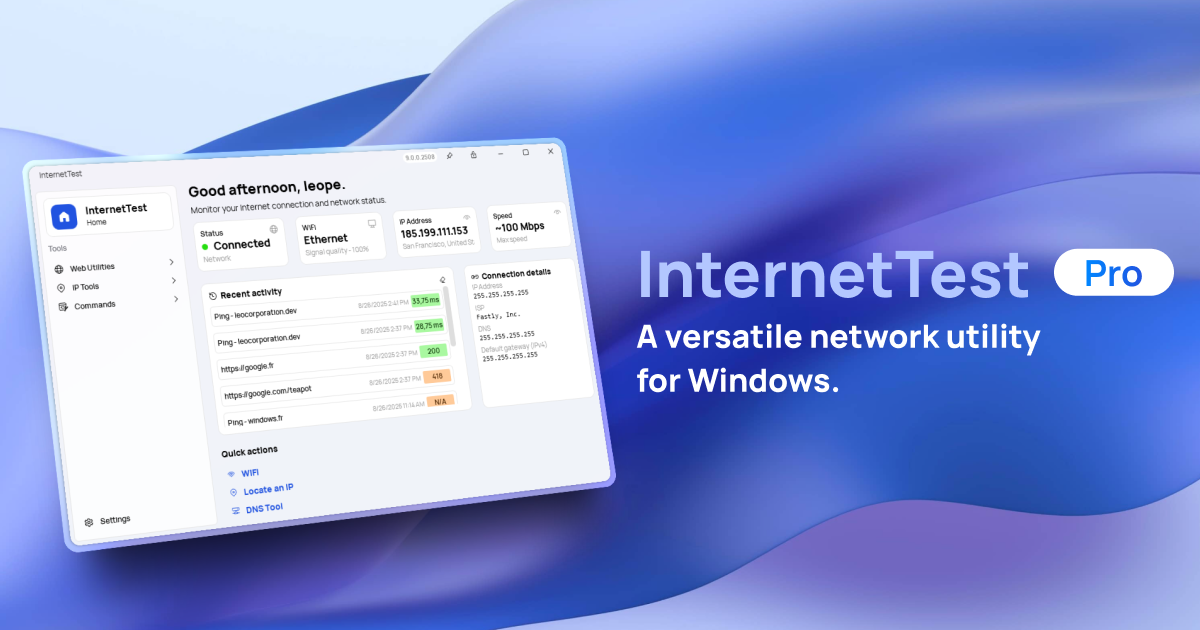 InternetTest
9.0.0.2509
InternetTest
Home
Tools
Web Utilities
IP Tools
Commands
Settings
Good afternoon, leope.
Monitor your Internet connection and network status.
Status
Connected
Network
WiFi
Ethernet
Signal quality - 100%
IP Address
185.199.111.153
San Francisco, United St.
Speed
~100 Mbps
Max speed
Recent activity
Ping - leocorporation.dev 8/26/2025 2:41 PM 33,75 ms
Ping - leocorporation.dev 8/26/2025 2:37 PM 28,75 ms
https://google.fr 8/26/2025 2:37 PM 200
https://google.com/teapot 8/26/2025 2:37 PM 418
Ping - windows.fr 8/26/2025 11:14 AM N/A
Connection details
IP Address
255.255.255.255
ISP
Fastly, Inc.
DNS
255.255.255.255
Default gateway (IPv4)
255.255.255.255
Quick actions
WiFi
Locate an IP
DNS Tool
InternetTest Pro
A versatile network utility
for Windows.